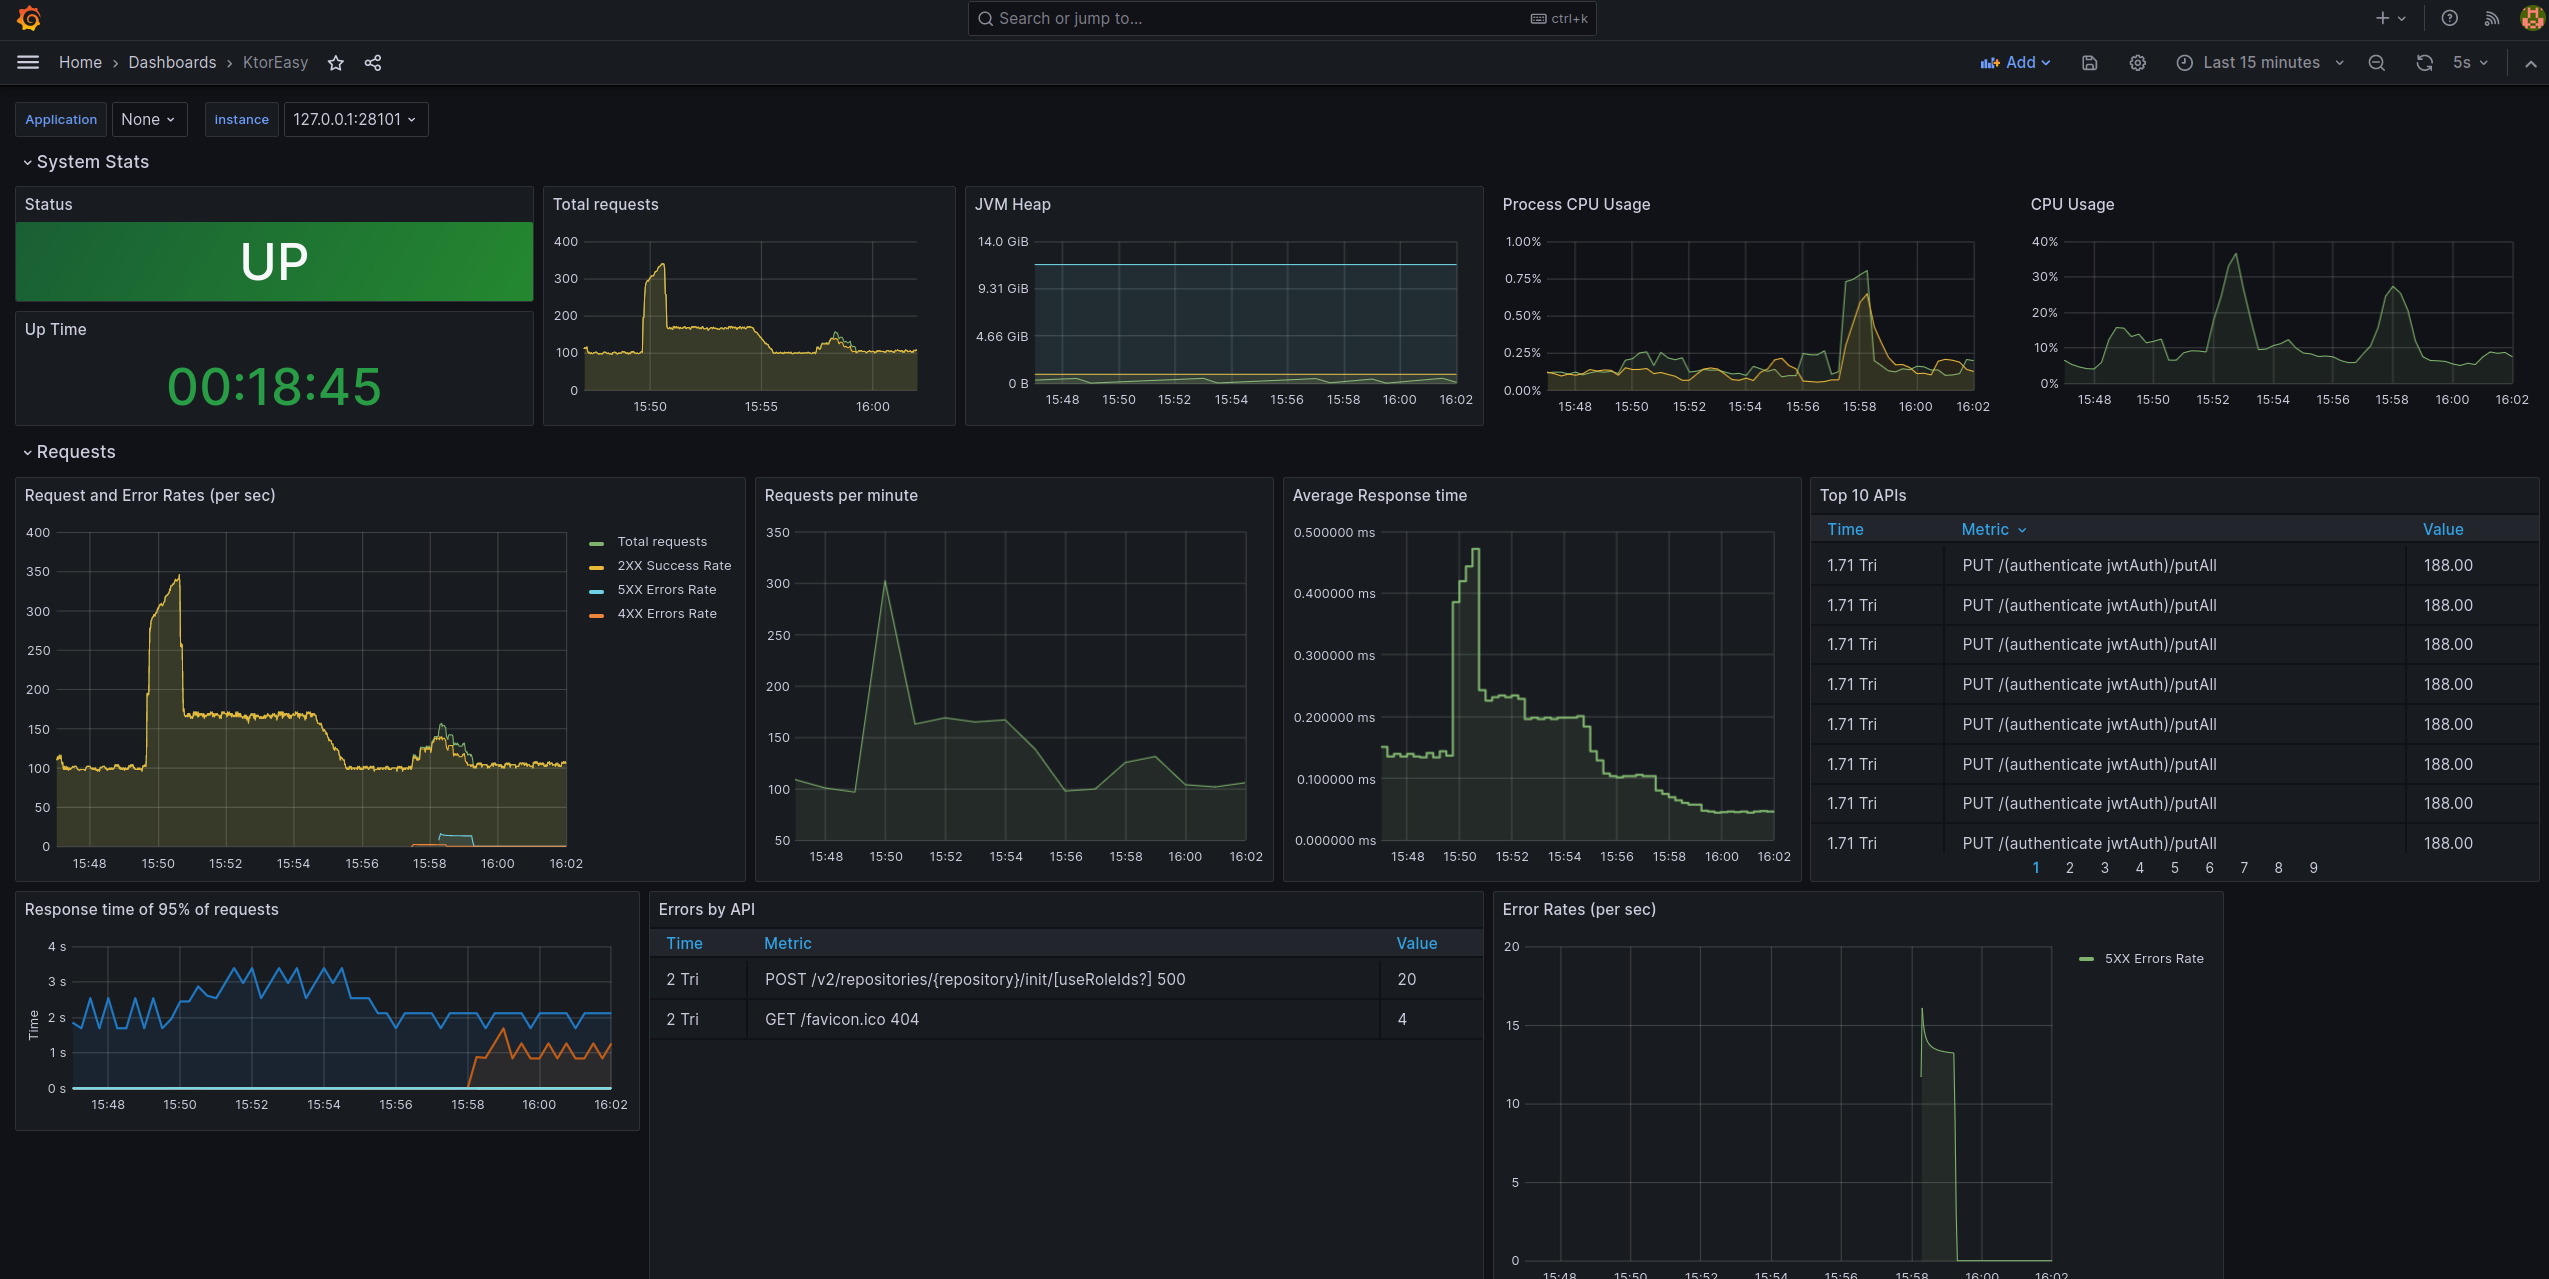 Search or jump to...
ctrl+k
Home › Dashboards › KtorEasy
Add
Last 15 minutes
5s
Application
None
Instance
127.0.0.1:28101
System Stats
Status
UP
Up Time
00:18:45
Total requests
400
300
200
100
0
15:50 15:55 16:00
JVM Heap
14.0 GiB
9.31 GiB
4.66 GiB
0 B
15:48 15:50 15:52 15:54 15:56 15:58 16:00 16:02
Process CPU Usage
1.00%
0.75%
0.50%
0.25%
0.00%
15:48 15:50 15:52 15:54 15:56 15:58 16:00 16:02
CPU Usage
40%
30%
20%
10%
0%
15:48 15:50 15:52 15:54 15:56 15:58 16:00 16:02
Requests
Request and Error Rates (per sec)
400
350
300
250
200
150
100
50
0
15:48 15:50 15:52 15:54 15:56 15:58 16:00 16:02
Total requests
2XX Success Rate
5XX Errors Rate
4XX Errors Rate
Requests per minute
350
300
250
200
150
100
50
15:48 15:50 15:52 15:54 15:56 15:58 16:00 16:02
Average Response time
0.500000 ms
0.400000 ms
0.300000 ms
0.200000 ms
0.100000 ms
0.000000 ms
15:48 15:50 15:52 15:54 15:56 15:58 16:00 16:02
Top 10 APIs
Time Metric Value
1.71 Tri PUT /(authenticate jwtAuth)/putAll 188.00
1.71 Tri PUT /(authenticate jwtAuth)/putAll 188.00
1.71 Tri PUT /(authenticate jwtAuth)/putAll 188.00
1.71 Tri PUT /(authenticate jwtAuth)/putAll 188.00
1.71 Tri PUT /(authenticate jwtAuth)/putAll 188.00
1.71 Tri PUT /(authenticate jwtAuth)/putAll 188.00
1.71 Tri PUT /(authenticate jwtAuth)/putAll 188.00
1.71 Tri PUT /(authenticate jwtAuth)/putAll 188.00
1 2 3 4 5 6 7 8 9
Response time of 95% of requests
Time
4 s
3 s
2 s
1 s
0 s
15:48 15:50 15:52 15:54 15:56 15:58 16:00 16:02
Errors by API
Time Metric Value
2 Tri POST /v2/repositories/{repository}/init/[useRoleIds?] 500 20
2 Tri GET /favicon.ico 404 4
Error Rates (per sec)
20
15
10
5
0
15:48 15:50 15:52 15:54 15:56 15:58 16:00 16:02
5XX Errors Rate